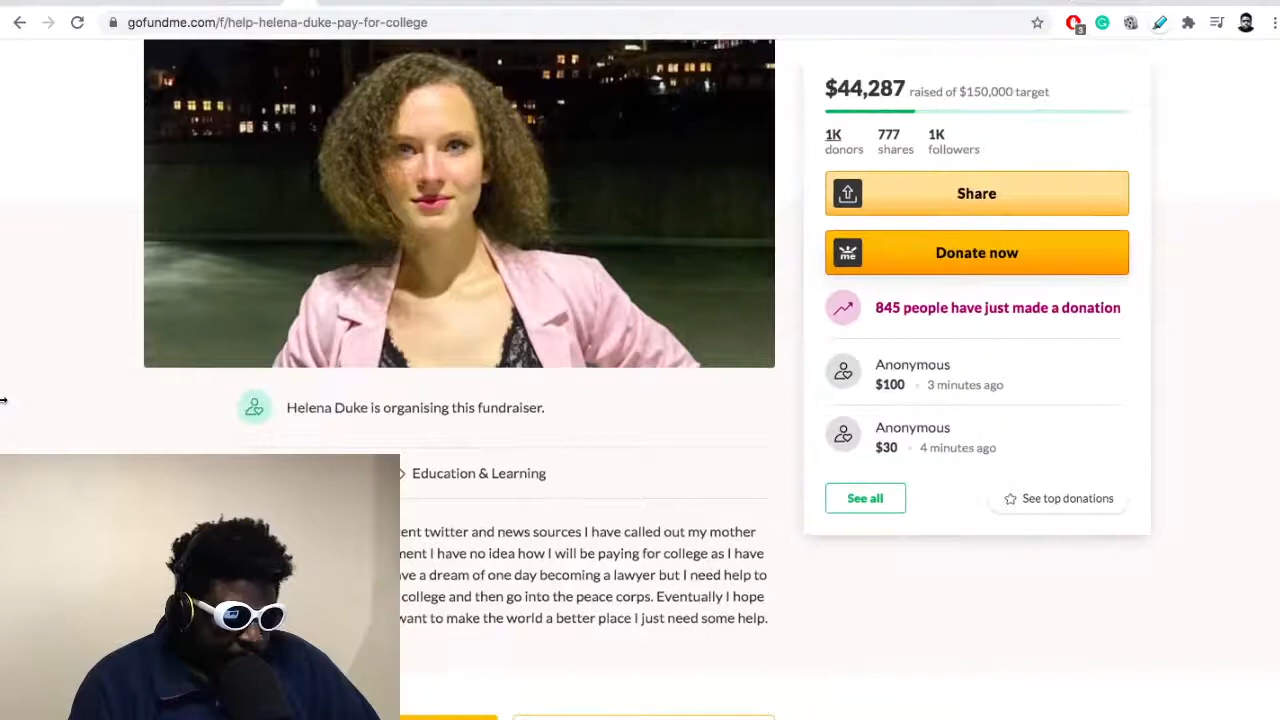 gofundme.com/f/help-helena-duke-pay-for-college
3
$44,287 raised of $150,000 target
1K 777 1K
donors shares followers
Share
me Donate now
845 people have just made a donation
Anonymous
$100 • 3 minutes ago
Anonymous
$30 • 4 minutes ago
See all See top donations
Helena Duke is organising this fundraiser.
Education & Learning
twitter and news sources I have called out my mother
I have no idea how I will be paying for college as I have
a dream of one day becoming a lawyer but I need help to
college and then go into the peace corps. Eventually I hope
want to make the world a better place I just need some help.